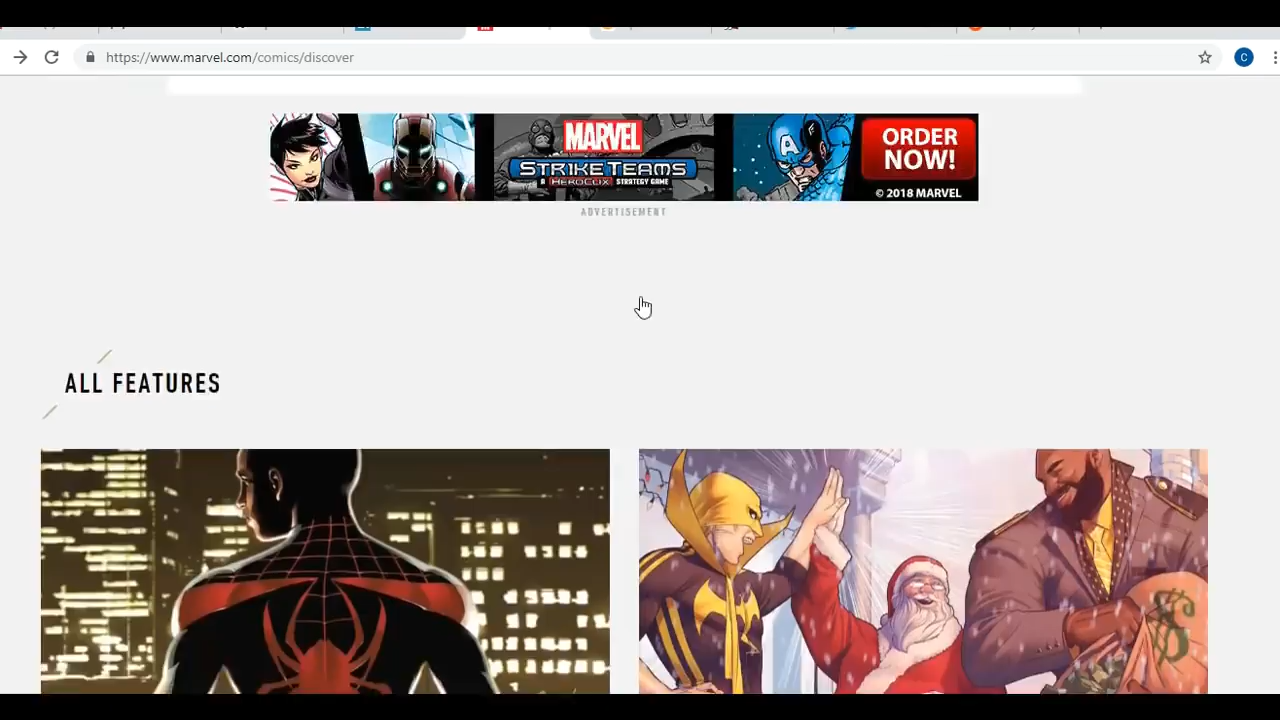 https://www.marvel.com/comics/discover
C
MARVEL
STRIKE TEAMS
A HEROCLIX STRATEGY GAME
A
ORDER
NOW!
© 2018 MARVEL
ADVERTISEMENT
ALL FEATURES
$